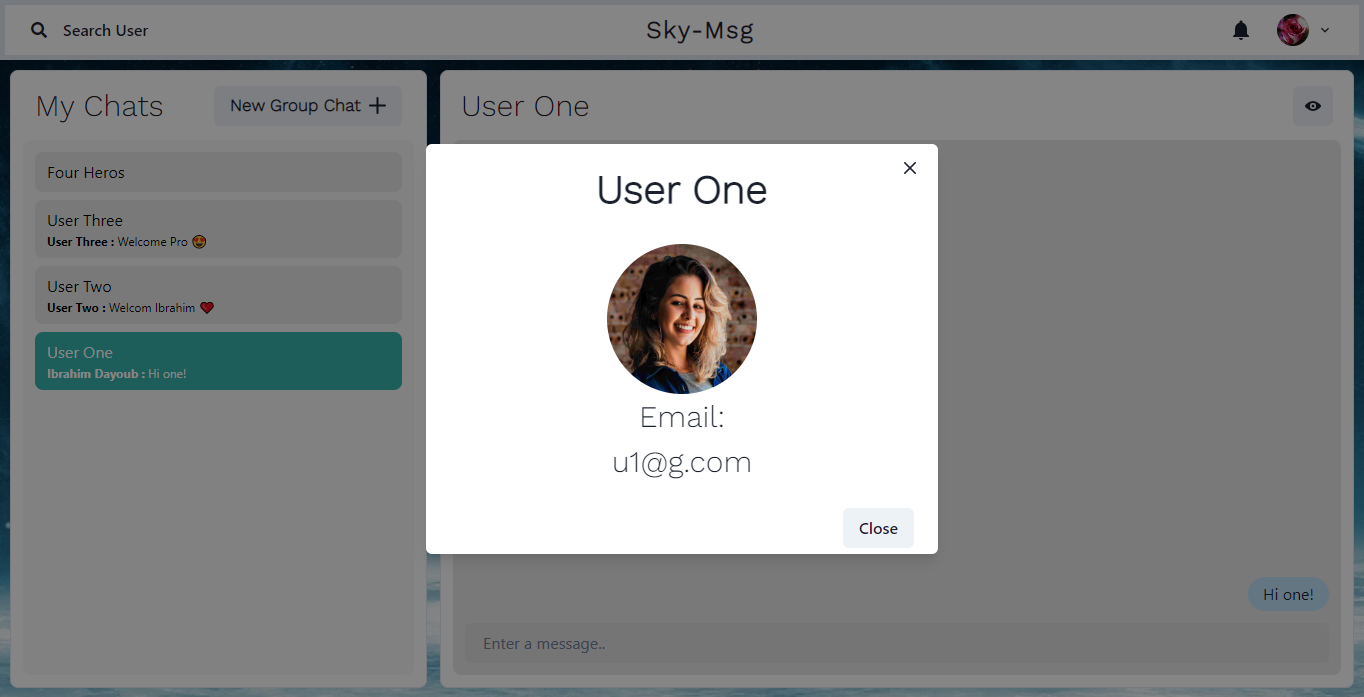 Search User
Sky-Msg
My Chats
New Group Chat
Four Heros
User Three
User Three : Welcome Pro 😍
User Two
User Two : Welcom Ibrahim ❤️
User One
Ibrahim Dayoub : Hi one!
User One
User One
Email:
u1@g.com
Close
Hi one!
Enter a message..